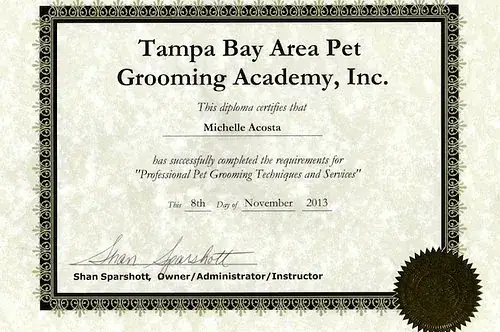 Tampa Bay Area Pet
Grooming Academy, Inc.
This diploma certifies that
Michelle Acosta
has successfully completed the requirements for
"Professional Pet Grooming Techniques and Services"
This 8th Day of November 2013
Shan Sparshott
Shan Sparshott, Owner/Administrator/Instructor